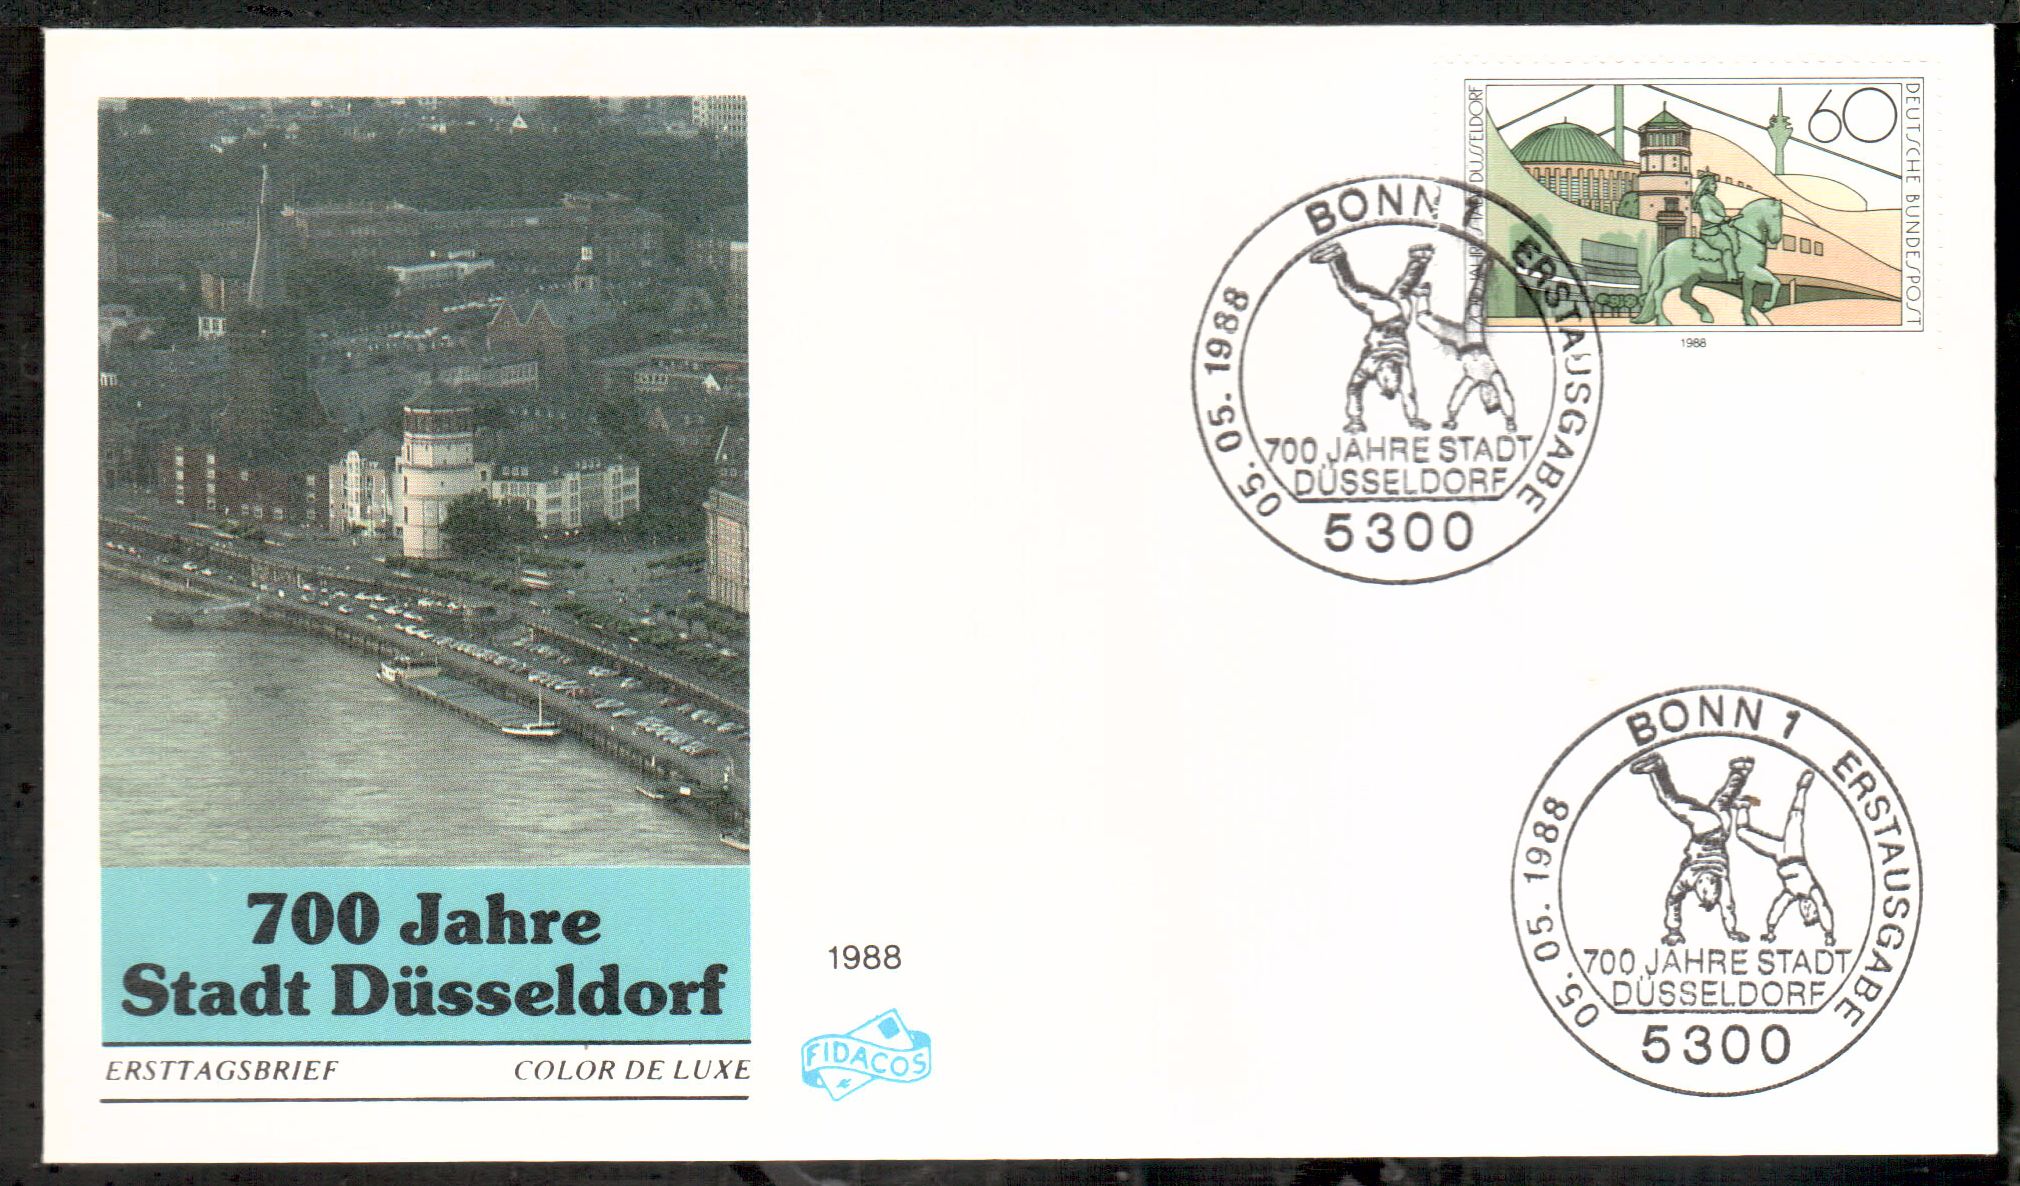 700 Jahre
Stadt Düsseldorf
ERSTTAGSBRIEF COLOR DE LUXE
1988
FIDACOS
60
DEUTSCHE BUNDESPOST
700 JAHRE STADT DÜSSELDORF
1988
BONN 1 ERSTAUSGABE
05.05.1988
700 JAHRE STADT
DÜSSELDORF
5300
BONN 1 ERSTAUSGABE
05.05.1988
700 JAHRE STADT
DÜSSELDORF
5300